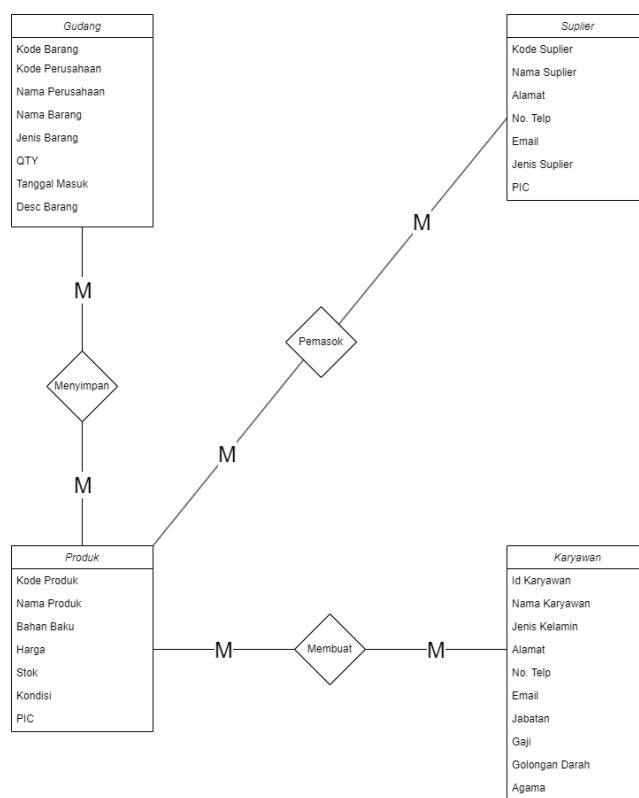 Gudang
Kode Barang
Kode Perusahaan
Nama Perusahaan
Nama Barang
Jenis Barang
QTY
Tanggal Masuk
Desc Barang
Suplier
Kode Suplier
Nama Suplier
Alamat
No. Telp
Email
Jenis Suplier
PIC
M
M
Pemasok
Menyimpan
M
M
Produk
Kode Produk
Nama Produk
Bahan Baku
Harga
Stok
Kondisi
PIC
M
Membuat
M
Karyawan
Id Karyawan
Nama Karyawan
Jenis Kelamin
Alamat
No. Telp
Email
Jabatan
Gaji
Golongan Darah
Agama